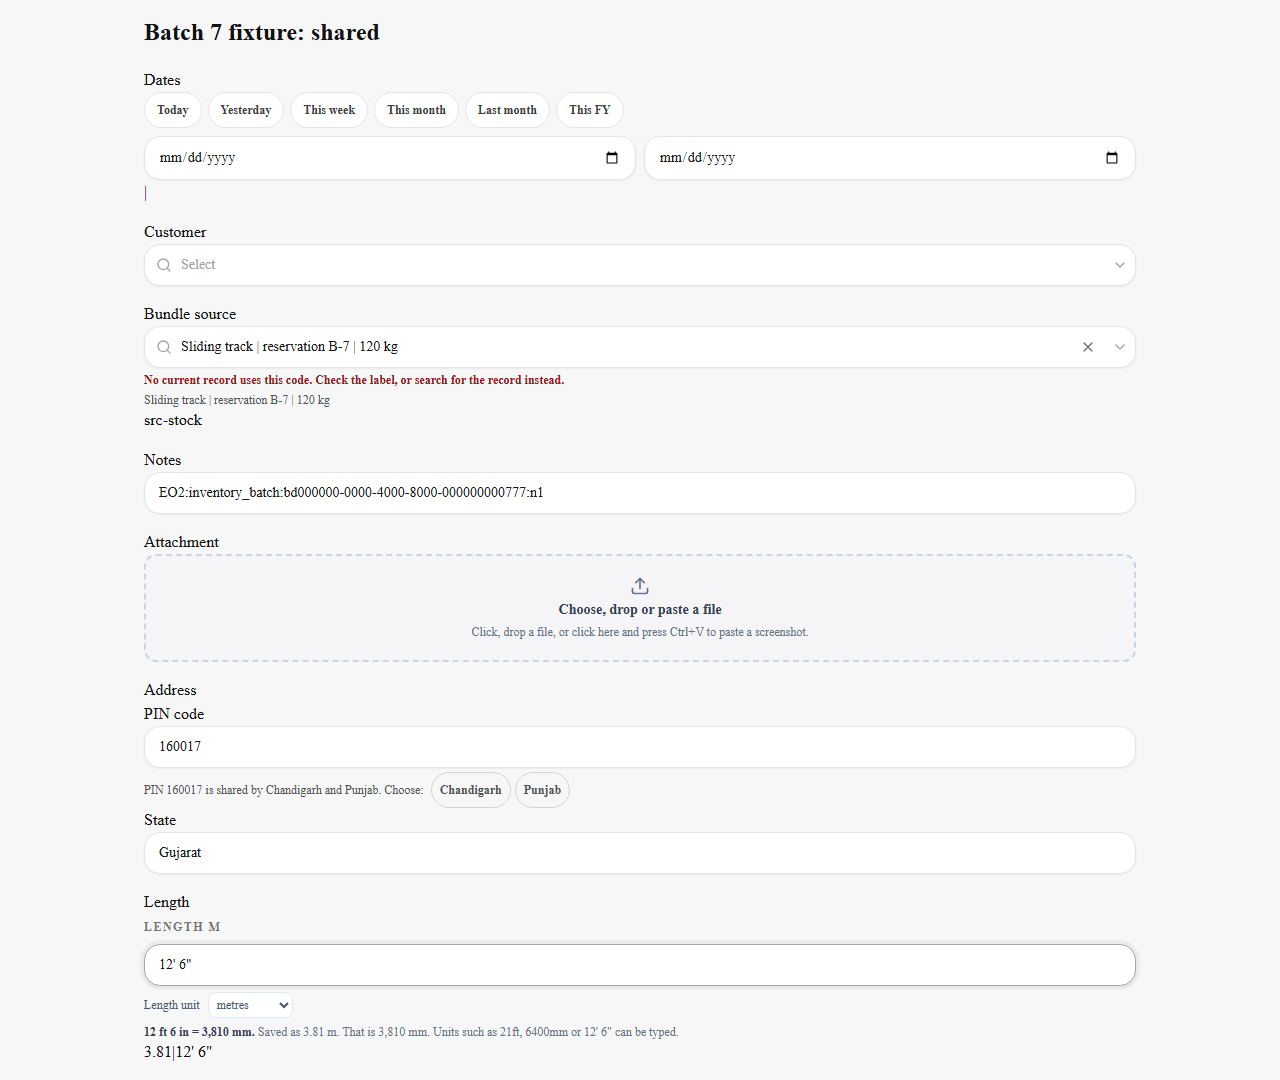 Batch 7 fixture: shared
Dates
Today Yesterday This week This month Last month This FY
mm/dd/yyyy mm/dd/yyyy
|
Customer
Select
Bundle source
Sliding track | reservation B-7 | 120 kg
No current record uses this code. Check the label, or search for the record instead.
Sliding track | reservation B-7 | 120 kg
src-stock
Notes
EO2:inventory_batch:bd000000-0000-4000-8000-000000000777:n1
Attachment
Choose, drop or paste a file
Click, drop a file, or click here and press Ctrl+V to paste a screenshot.
Address
PIN code
160017
PIN 160017 is shared by Chandigarh and Punjab. Choose: Chandigarh Punjab
State
Gujarat
Length
LENGTH M
12' 6"
Length unit metres
12 ft 6 in = 3,810 mm. Saved as 3.81 m. That is 3,810 mm. Units such as 21ft, 6400mm or 12' 6" can be typed.
3.81|12' 6"